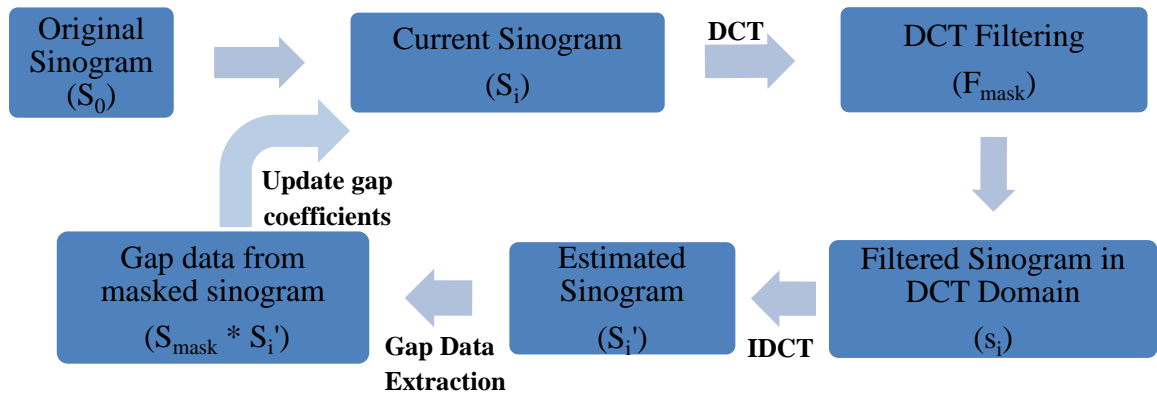 Original
Sinogram
(S₀)
Current Sinogram
(Sᵢ)
DCT
DCT Filtering
(Fmask)
Update gap
coefficients
Gap data from
masked sinogram
(Smask * Sᵢ')
Gap Data
Extraction
Estimated
Sinogram
(Sᵢ')
IDCT
Filtered Sinogram in
DCT Domain
(sᵢ)